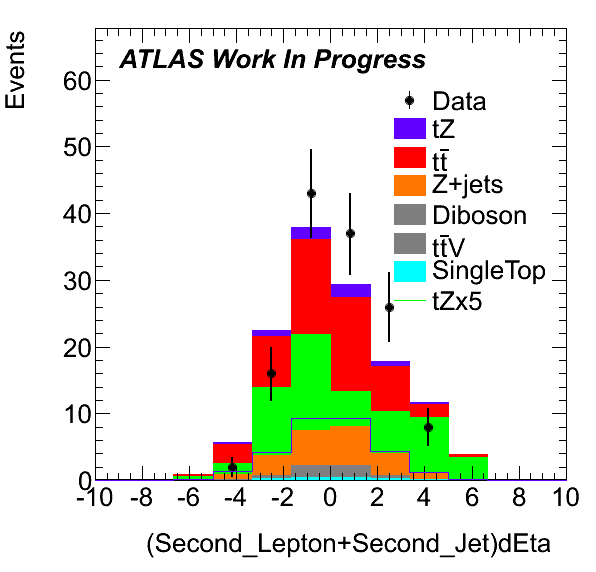 Events
ATLAS Work In Progress
Data
tZ
tt̄
Z+jets
Diboson
tt̄V
SingleTop
tZx5
60
50
40
30
20
10
0
-10 -8 -6 -4 -2 0 2 4 6 8 10
(Second_Lepton+Second_Jet)dEta